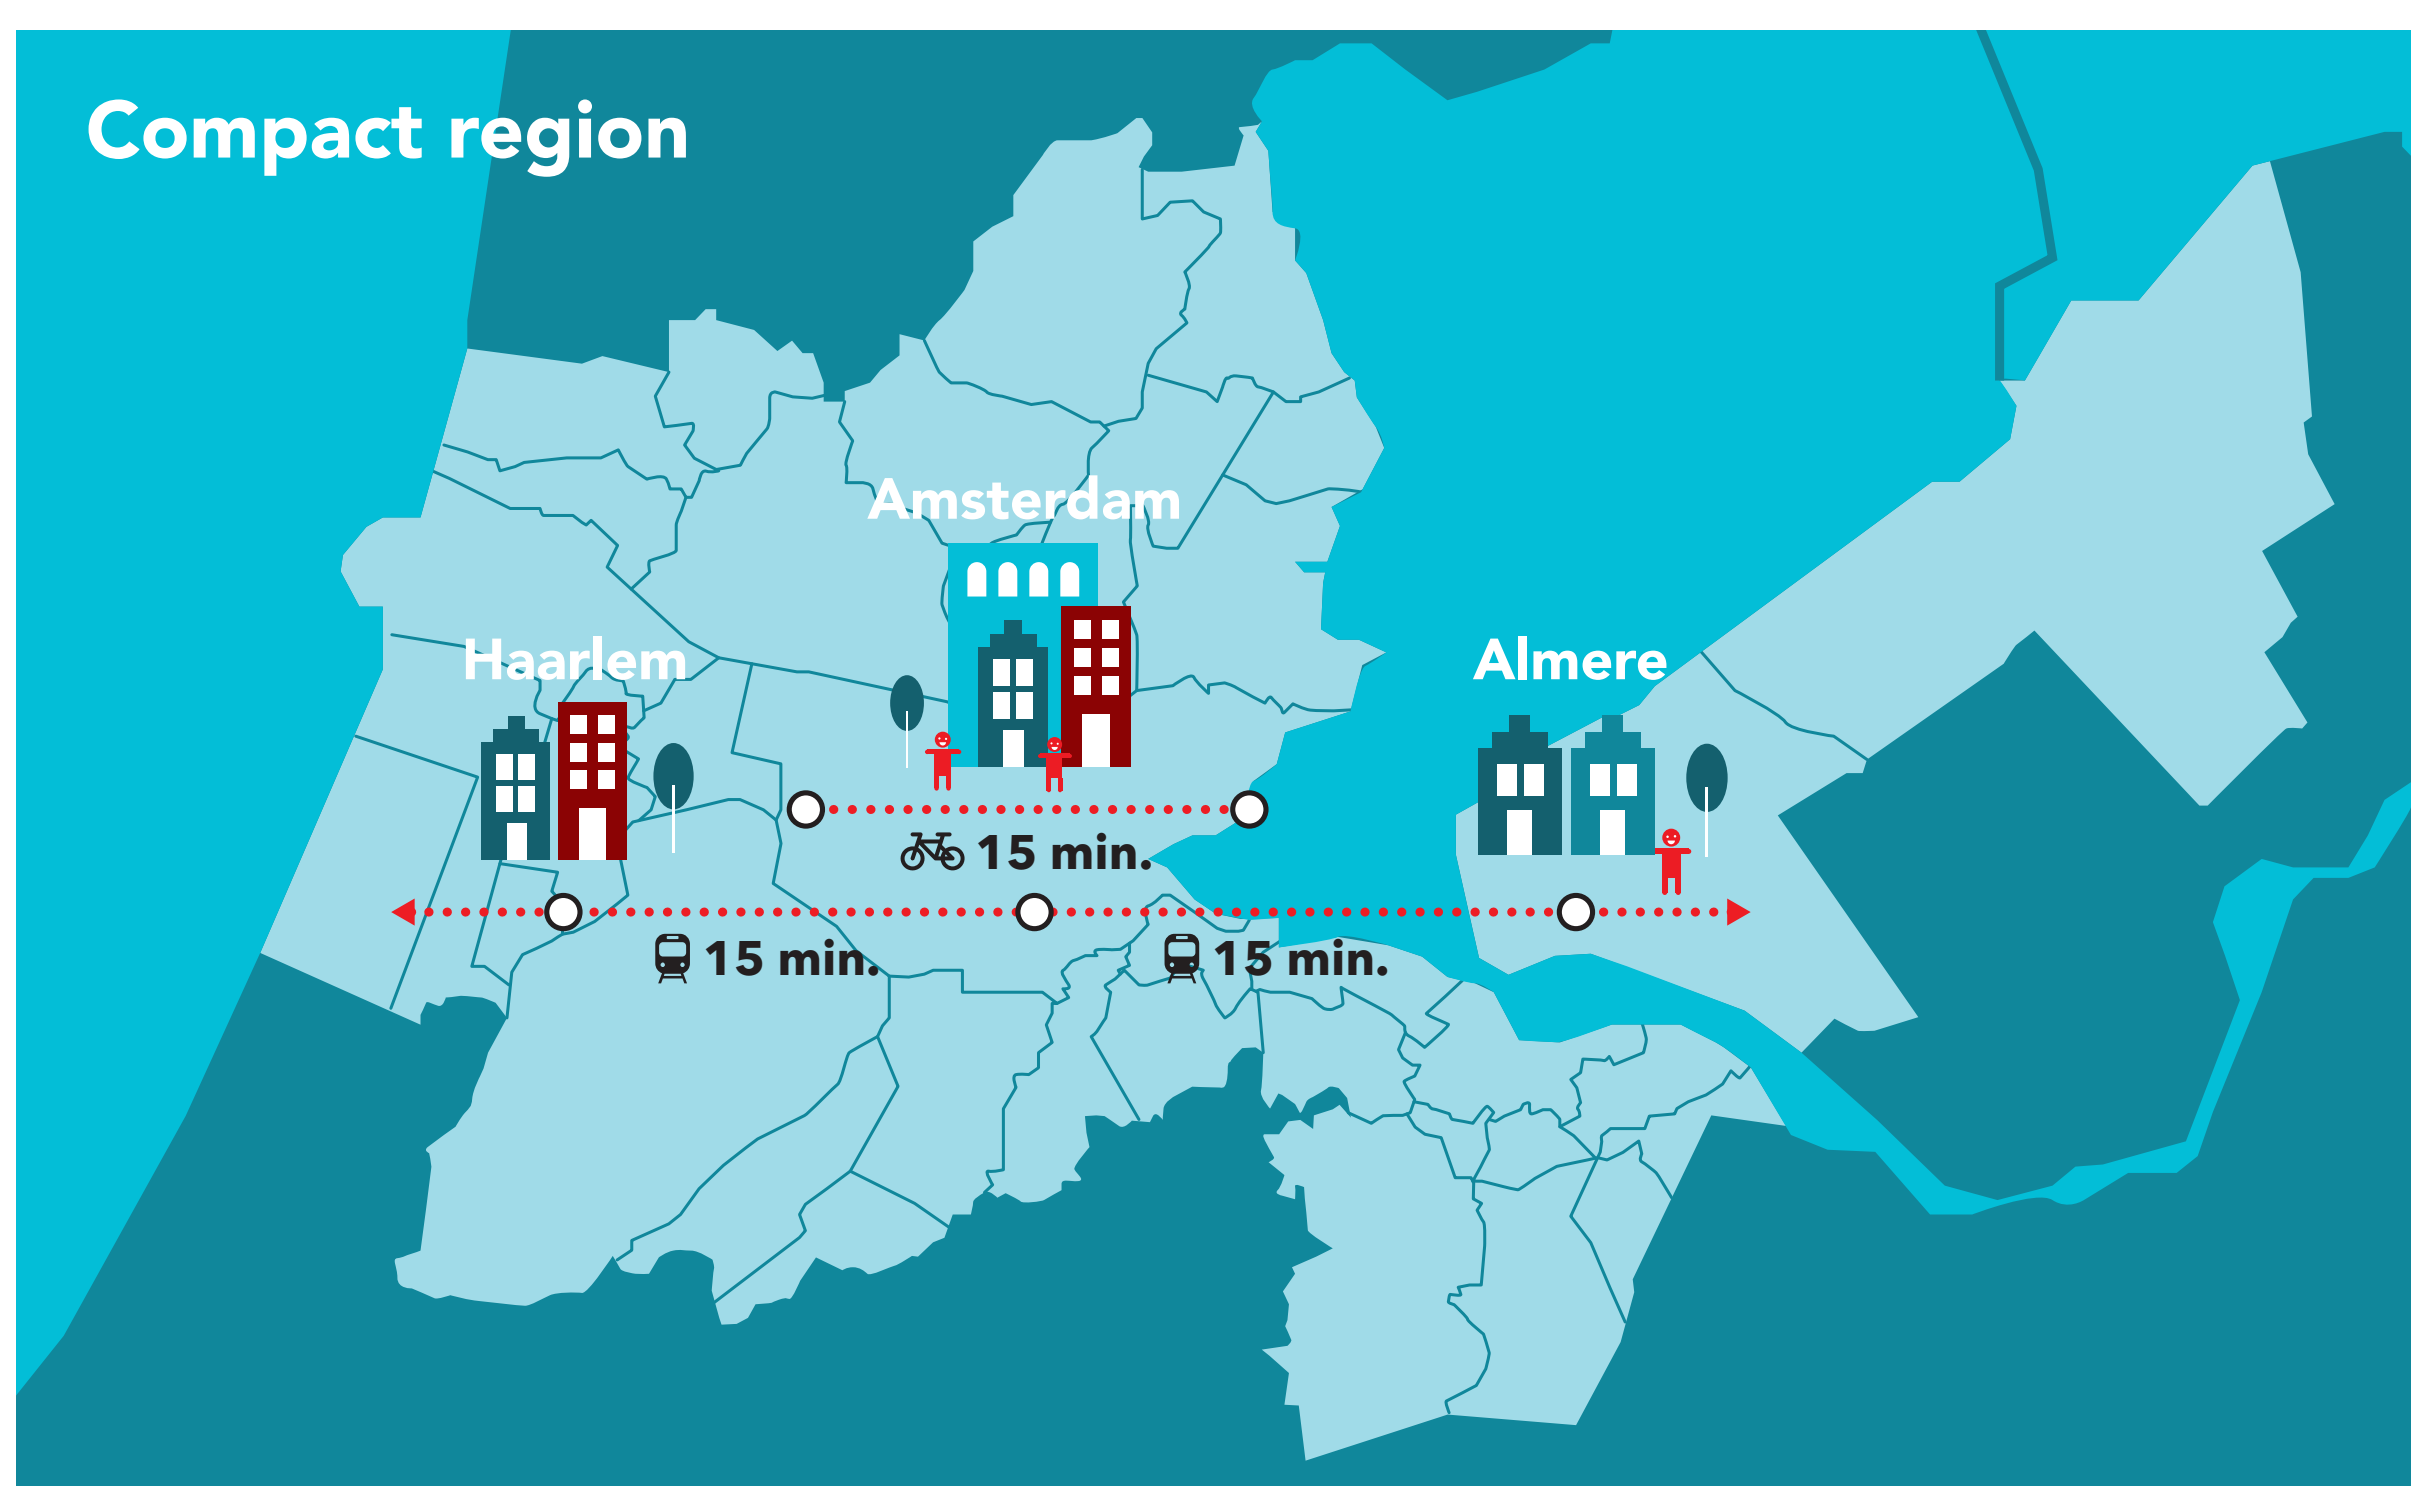 Compact region
Amsterdam
Haarlem
Almere
15 min.
15 min.
15 min.